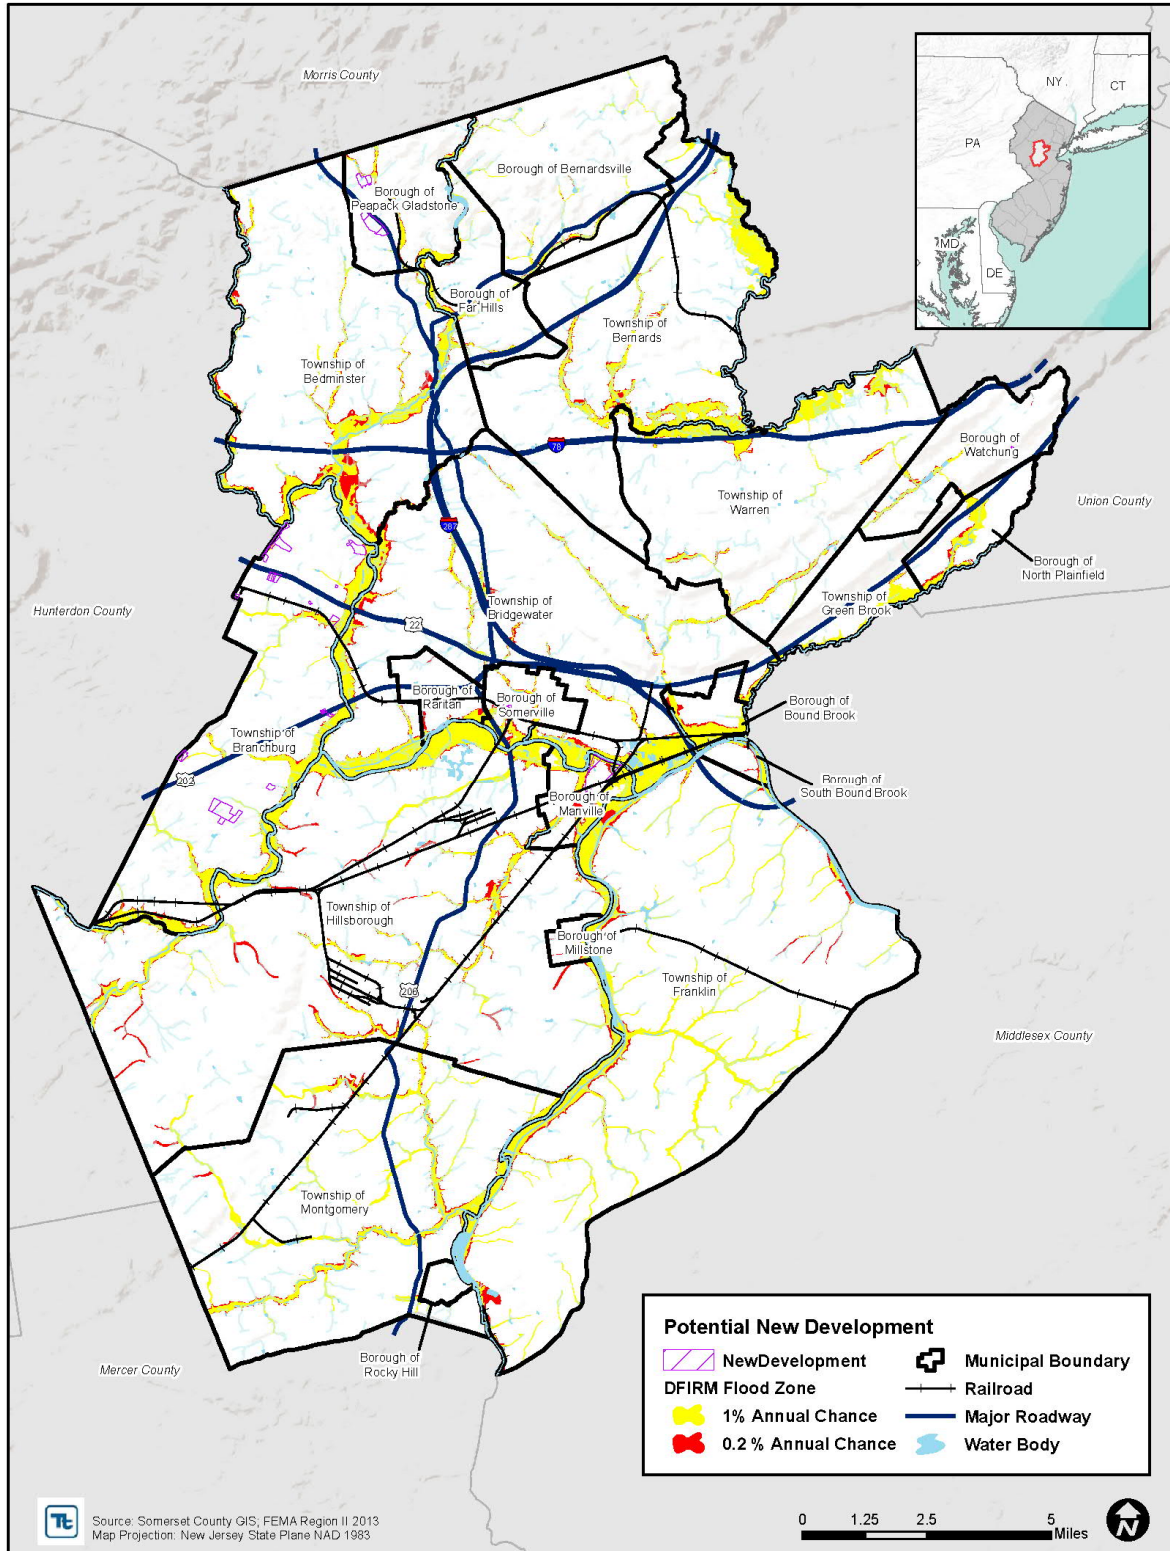 Morris County
NY
CT
PA
MD
DE
Borough of
Peapack Gladstone
Borough of Bernardsville
Borough of
Far Hills
Township of
Bernards
Township of
Bedminster
78
Borough of
Watchung
Township of
Warren
Union County
287
Borough of
North Plainfield
Hunterdon County
Township of
Bridgewater
Township of
Green Brook
22
Borough of
Raritan
Borough of
Somerville
Borough of
Bound Brook
Township of
Branchburg
202
Borough of
South Bound Brook
Borough of
Manville
Township of
Hillsborough
Borough of
Millstone
Township of
Franklin
206
Middlesex County
Township of
Montgomery
Borough of
Rocky Hill
Mercer County
Potential New Development
NewDevelopment
Municipal Boundary
DFIRM Flood Zone
Railroad
1% Annual Chance
Major Roadway
0.2 % Annual Chance
Water Body
Tt
Source: Somerset County GIS; FEMA Region II 2013
Map Projection: New Jersey State Plane NAD 1983
0 1.25 2.5 5
Miles
N